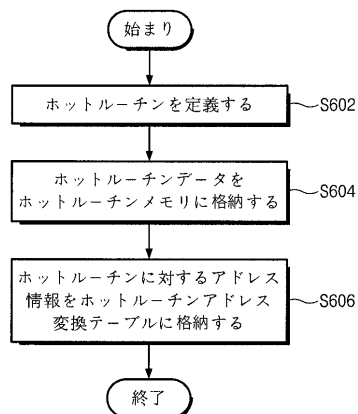 始まり
ホットルーチンを定義する
S602
ホットルーチンデータを
ホットルーチンメモリに格納する
S604
ホットルーチンに対するアドレス
情報をホットルーチンアドレス
変換テーブルに格納する
S606
終了